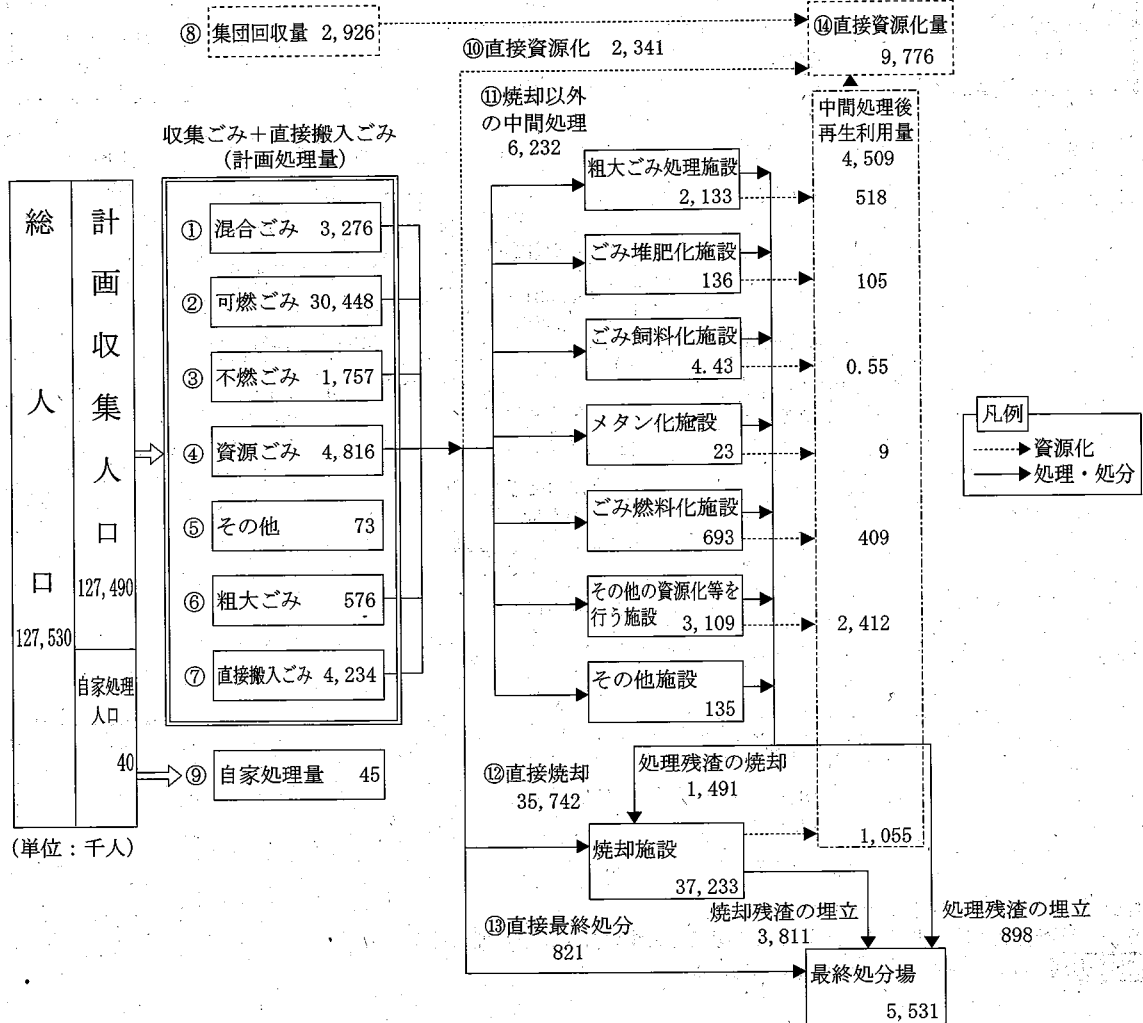 ⑧ 集団回収量 2,926
⑩直接資源化 2,341
⑭直接資源化量
9,776
⑪焼却以外
の中間処理
6,232
中間処理後
再生利用量
4,509
収集ごみ＋直接搬入ごみ
(計画処理量)
総人口
127,530
計画収集人口
127,490
自家処理
人口
40
(単位：千人)
① 混合ごみ 3,276
② 可燃ごみ 30,448
③ 不燃ごみ 1,757
④ 資源ごみ 4,816
⑤ その他 73
⑥ 粗大ごみ 576
⑦ 直接搬入ごみ 4,234
⑨ 自家処理量 45
粗大ごみ処理施設
2,133
518
ごみ堆肥化施設
136
105
ごみ飼料化施設
4.43
0.55
メタン化施設
23
9
ごみ燃料化施設
693
409
その他の資源化等を
行う施設 3,109
2,412
その他施設
135
凡例
資源化
処理・処分
⑫直接焼却
35,742
処理残渣の焼却
1,491
焼却施設
37,233
1,055
⑬直接最終処分
821
焼却残渣の埋立
3,811
処理残渣の埋立
898
最終処分場
5,531